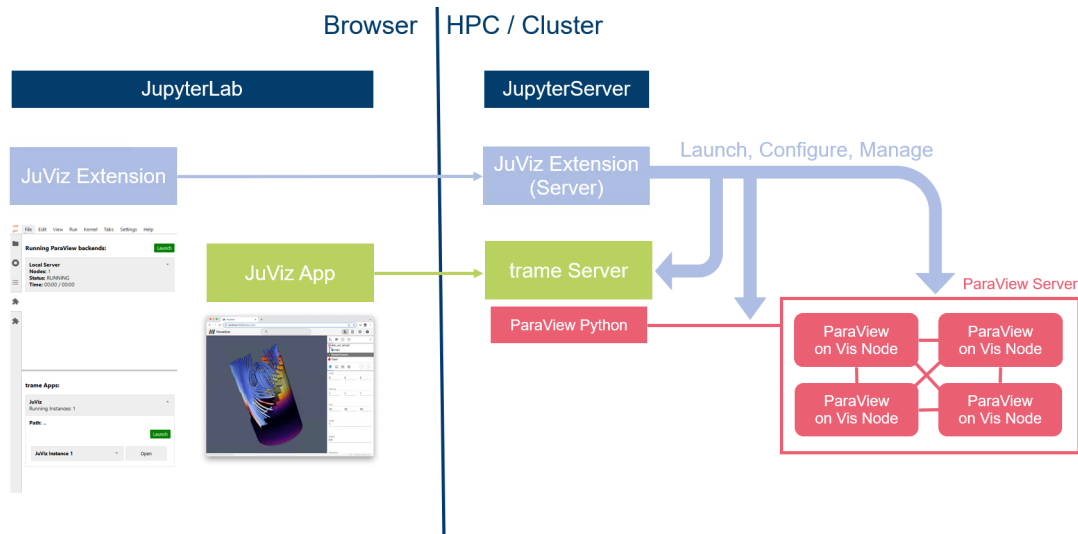 Browser
HPC / Cluster
JupyterLab
JupyterServer
JuViz Extension
JuViz Extension
(Server)
Launch, Configure, Manage
File Edit View Run Kernel Tabs Settings Help
Running ParaView backends:
Launch
Local Server
Nodes: 1
Status: RUNNING
Time: 00:00 / 00:00
JuViz App
trame Server
ParaView Python
ParaView Server
ParaView
on Vis Node
ParaView
on Vis Node
ParaView
on Vis Node
ParaView
on Vis Node
trame Apps:
JuViz
Running Instances: 1
Path: ..
Launch
JuViz Instance 1
Open